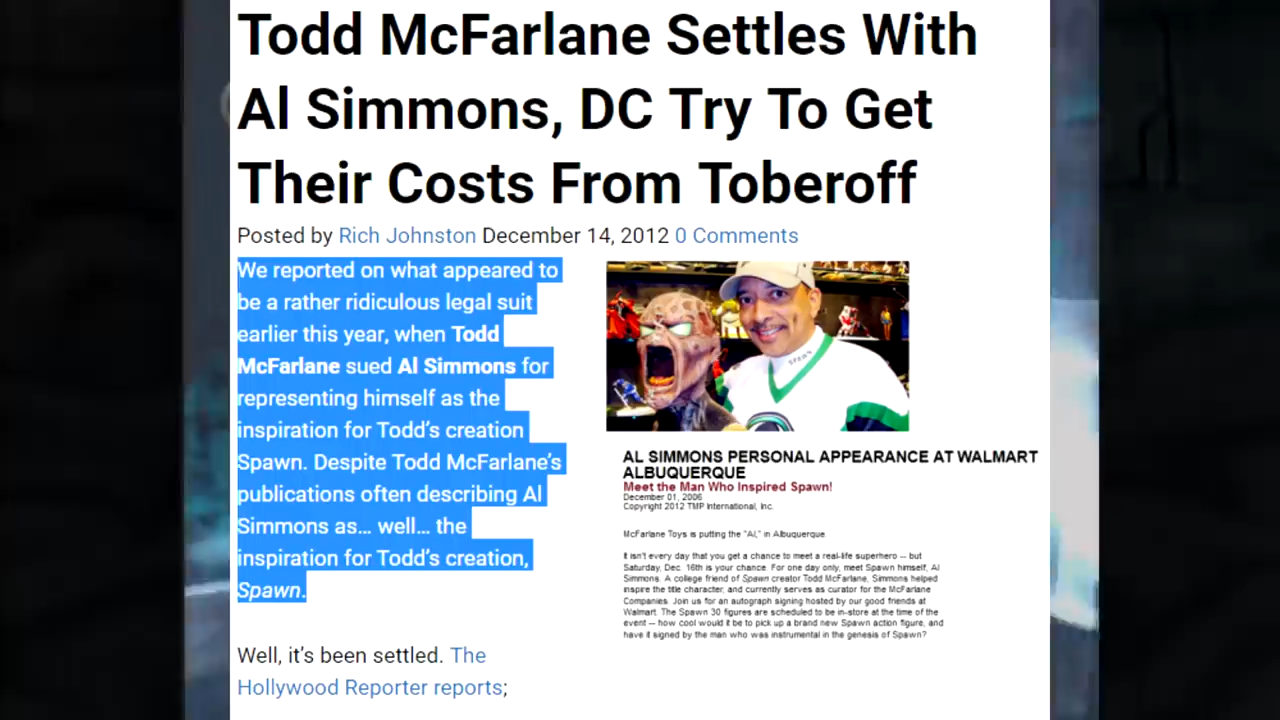 Todd McFarlane Settles With
Al Simmons, DC Try To Get
Their Costs From Toberoff
Posted by Rich Johnston December 14, 2012 0 Comments
We reported on what appeared to
be a rather ridiculous legal suit
earlier this year, when Todd
McFarlane sued Al Simmons for
representing himself as the
inspiration for Todd's creation
Spawn. Despite Todd McFarlane's
publications often describing Al
Simmons as… well… the
inspiration for Todd's creation,
Spawn.
Well, it's been settled. The
Hollywood Reporter reports;
SPAWN
AL SIMMONS PERSONAL APPEARANCE AT WALMART
ALBUQUERQUE
Meet the Man Who Inspired Spawn!
December 01, 2006
Copyright 2012 TMP International, Inc.
McFarlane Toys is putting the "Al," in Albuquerque.
It isn't every day that you get a chance to meet a real-life superhero -- but
Saturday, Dec. 16th is your chance. For one day only, meet Spawn himself, Al
Simmons. A college friend of Spawn creator Todd McFarlane, Simmons helped
inspire the title character, and currently serves as curator for the McFarlane
Companies. Join us for an autograph signing hosted by our good friends at
Walmart. The Spawn 30 figures are scheduled to be in-store at the time of the
event -- how cool would it be to pick up a brand new Spawn action figure, and
have it signed by the man who was instrumental in the genesis of Spawn?